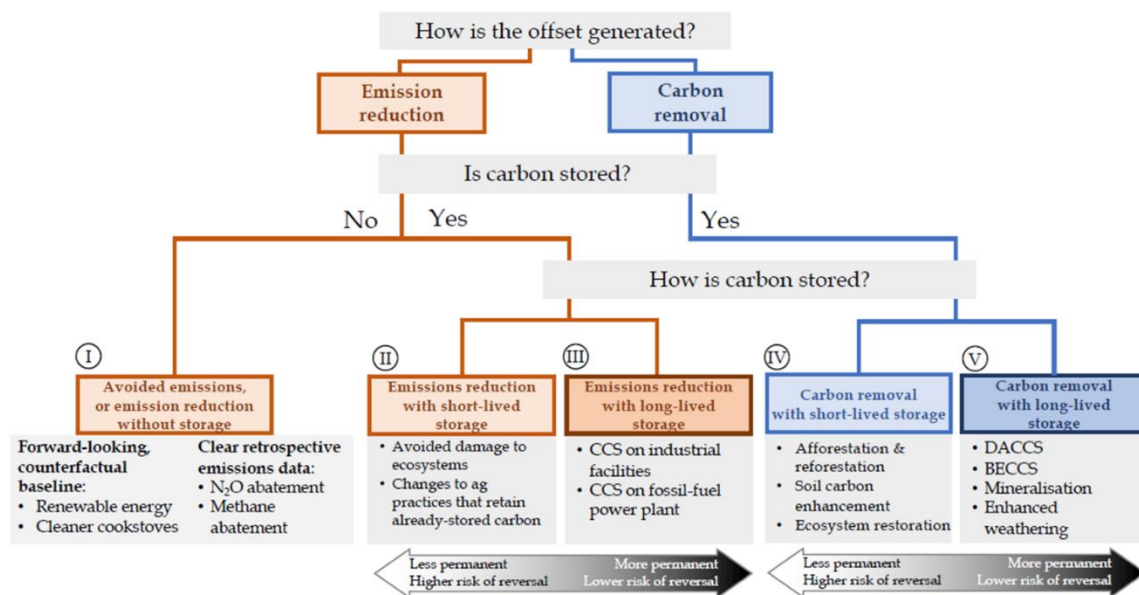 How is the offset generated?
Emission
reduction
Carbon
removal
Is carbon stored?
No
Yes
Yes
How is carbon stored?
I
Avoided emissions,
or emission reduction
without storage
Forward-looking,
counterfactual
baseline:
• Renewable energy
• Cleaner cookstoves
Clear retrospective
emissions data:
• N₂O abatement
• Methane
abatement
II
Emissions reduction
with short-lived
storage
• Avoided damage to
ecosystems
• Changes to ag
practices that retain
already-stored carbon
III
Emissions reduction
with long-lived
storage
• CCS on industrial
facilities
• CCS on fossil-fuel
power plant
IV
Carbon removal
with short-lived storage
• Afforestation &
reforestation
• Soil carbon
enhancement
• Ecosystem restoration
V
Carbon removal
with long-lived
storage
• DACCS
• BECCS
• Mineralisation
• Enhanced
weathering
Less permanent
Higher risk of reversal
More permanent
Lower risk of reversal
Less permanent
Higher risk of reversal
More permanent
Lower risk of reversal